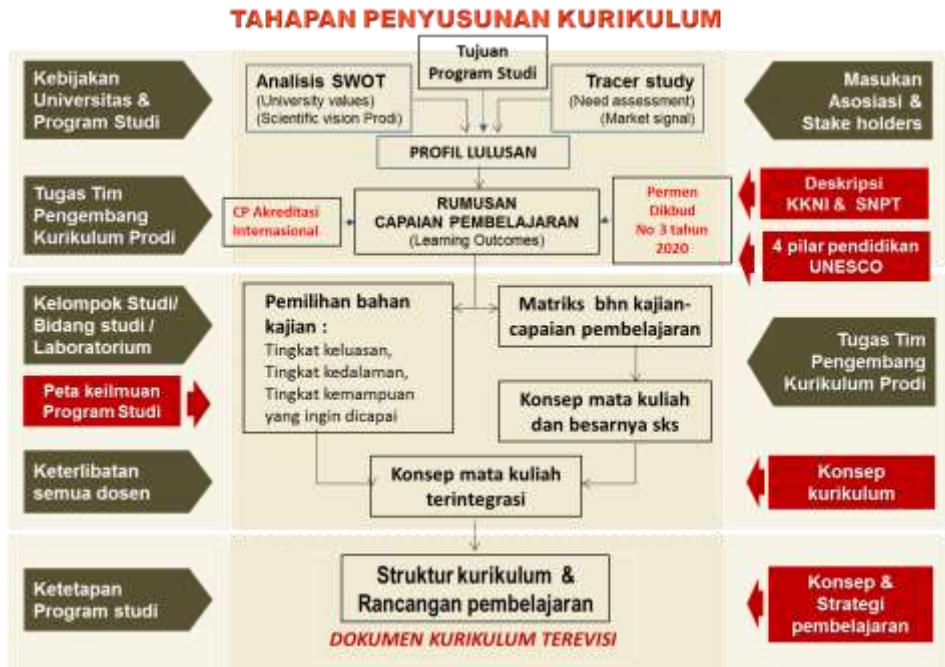 TAHAPAN PENYUSUNAN KURIKULUM
Kebijakan
Universitas &
Program Studi
Analisis SWOT
(University values)
(Scientific vision Prodi)
Tujuan
Program Studi
Tracer study
(Need assessment)
(Market signal)
Masukan
Asosiasi &
Stake holders
PROFIL LULUSAN
Tugas Tim
Pengembang
Kurikulum Prodi
CP Akreditasi
Internasional
RUMUSAN
CAPAIAN PEMBELAJARAN
(Learning Outcomes)
Permen
Dikbud
No 3 tahun
2020
Deskripsi
KKNI & SNPT
4 pilar pendidikan
UNESCO
Kelompok Studi/
Bidang studi /
Laboratorium
Peta keilmuan
Program Studi
Pemilihan bahan
kajian :
Tingkat keluasan,
Tingkat kedalaman,
Tingkat kemampuan
yang ingin dicapai
Matriks bhn kajian-
capaian pembelajaran
Konsep mata kuliah
dan besarnya sks
Tugas Tim
Pengembang
Kurikulum Prodi
Keterlibatan
semua dosen
Konsep mata kuliah
terintegrasi
Konsep
kurikulum
Ketetapan
Program studi
Struktur kurikulum &
Rancangan pembelajaran
DOKUMEN KURIKULUM TEREVISI
Konsep &
Strategi
pembelajaran